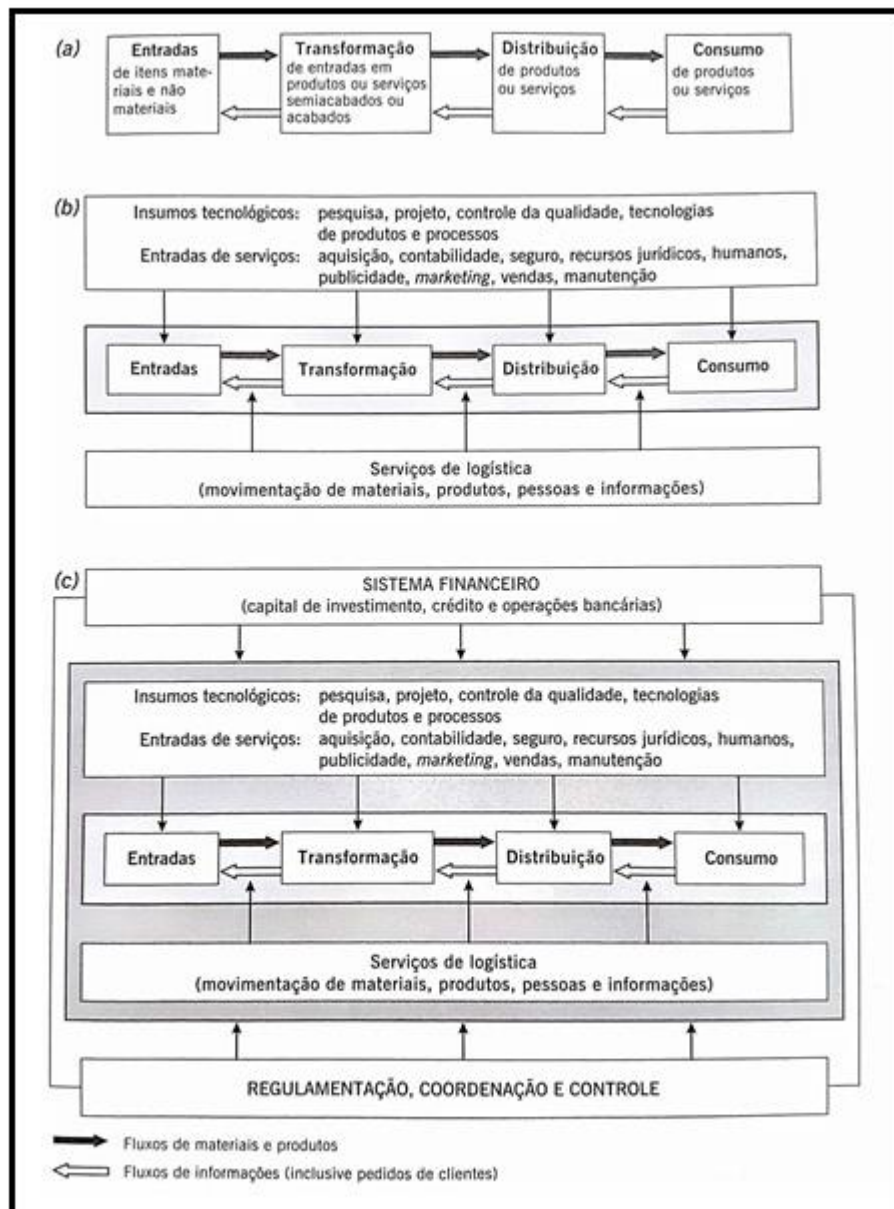 (a)
Entradas
de itens mate-
riais e não
materiais
Transformação
de entradas em
produtos ou serviços
semiacabados ou
acabados
Distribuição
de produtos
ou serviços
Consumo
de produtos
ou serviços
(b)
Insumos tecnológicos: pesquisa, projeto, controle da qualidade, tecnologias
de produtos e processos
Entradas de serviços: aquisição, contabilidade, seguro, recursos jurídicos, humanos,
publicidade, marketing, vendas, manutenção
Entradas
Transformação
Distribuição
Consumo
Serviços de logística
(movimentação de materiais, produtos, pessoas e informações)
(c)
SISTEMA FINANCEIRO
(capital de investimento, crédito e operações bancárias)
Insumos tecnológicos: pesquisa, projeto, controle da qualidade, tecnologias
de produtos e processos
Entradas de serviços: aquisição, contabilidade, seguro, recursos jurídicos, humanos,
publicidade, marketing, vendas, manutenção
Entradas
Transformação
Distribuição
Consumo
Serviços de logística
(movimentação de materiais, produtos, pessoas e informações)
REGULAMENTAÇÃO, COORDENAÇÃO E CONTROLE
Fluxos de materiais e produtos
Fluxos de informações (inclusive pedidos de clientes)